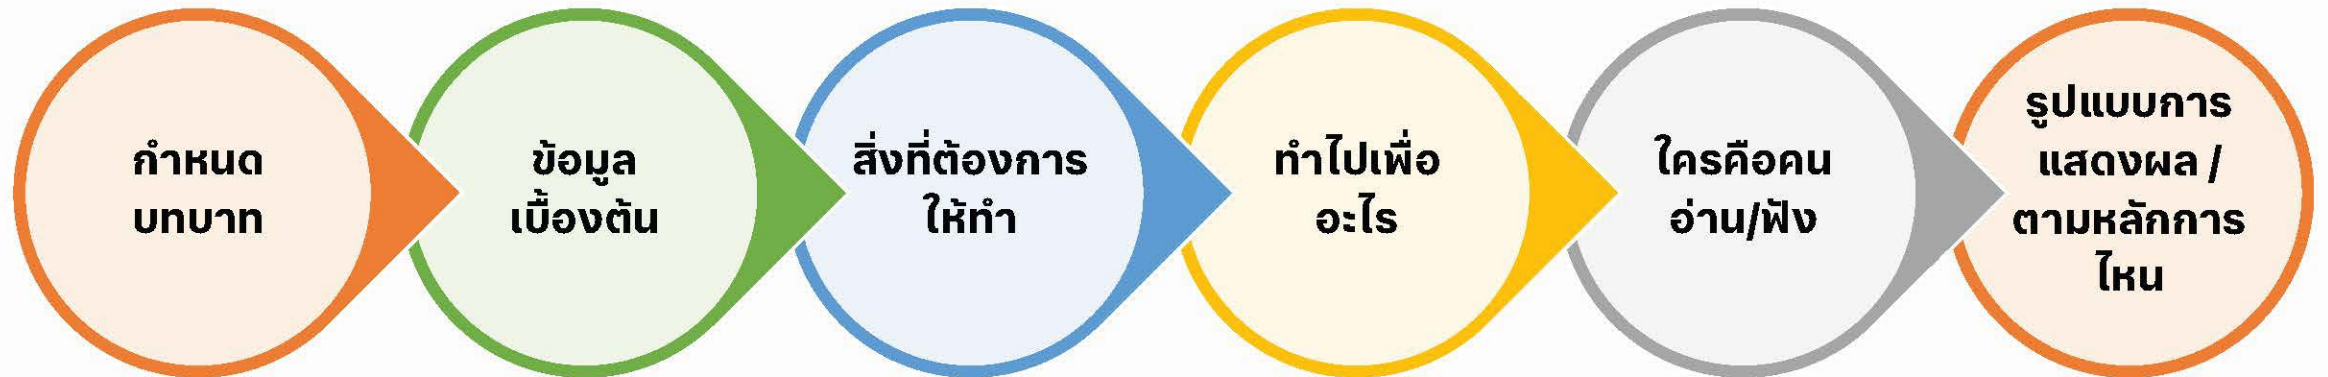 กำหนด
บทบาท
ข้อมูล
เบื้องต้น
สิ่งที่ต้องการ
ให้ทำ
ทำไปเพื่อ
อะไร
ใครคือคน
อ่าน/ฟัง
รูปแบบการ
แสดงผล /
ตามหลักการ
ไหน